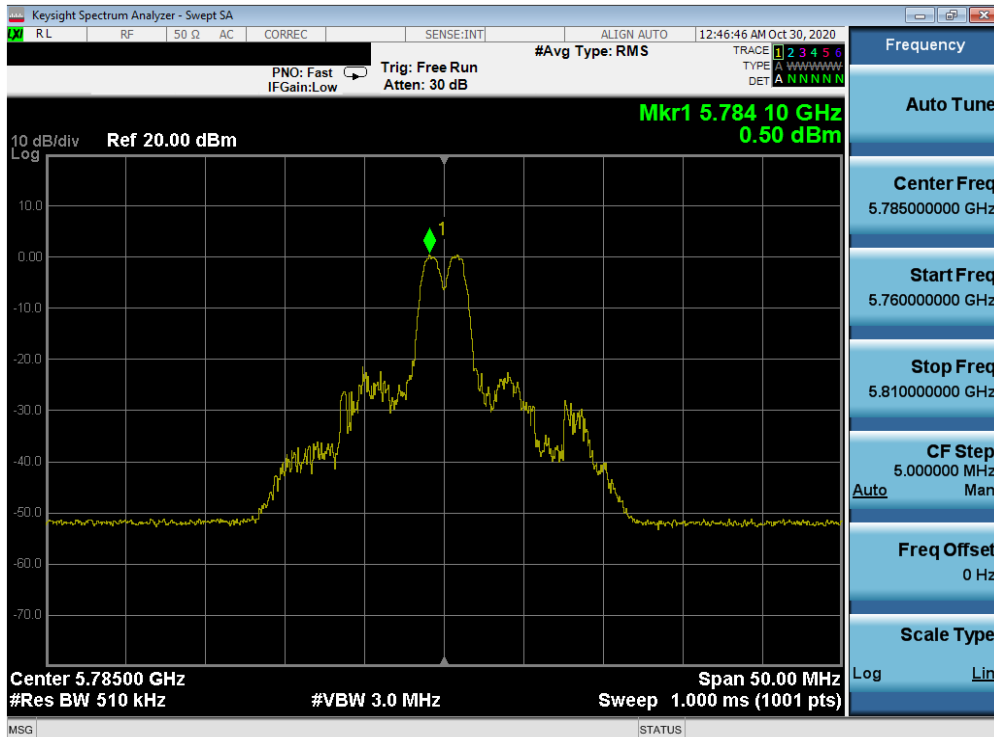 Keysight Spectrum Analyzer - Swept SA
LXI RL RF 50 Ω AC CORREC SENSE:INT ALIGN AUTO 12:46:46 AM Oct 30, 2020
PNO: Fast
IFGain:Low
Trig: Free Run
Atten: 30 dB
#Avg Type: RMS
TRACE 1 2 3 4 5 6
TYPE A WWWWW
DET A N N N N N
Mkr1 5.784 10 GHz
0.50 dBm
10 dB/div Ref 20.00 dBm
Log
10.0
0.00
-10.0
-20.0
-30.0
-40.0
-50.0
-60.0
-70.0
1
Center 5.78500 GHz Span 50.00 MHz
#Res BW 510 kHz #VBW 3.0 MHz Sweep 1.000 ms (1001 pts)
MSG STATUS
Frequency
Auto Tune
Center Freq
5.785000000 GHz
Start Freq
5.760000000 GHz
Stop Freq
5.810000000 GHz
CF Step
5.000000 MHz
Auto Man
Freq Offset
0 Hz
Scale Type
Log Lin